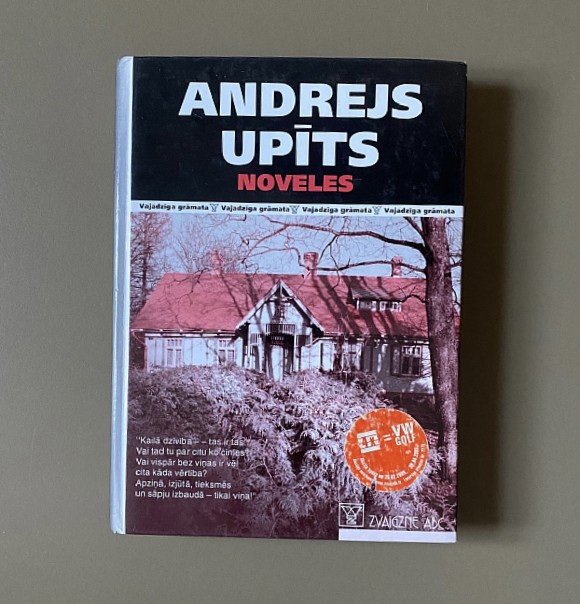 ANDREJS
UPĪTS
NOVELES
Vajadzīga grāmata Vajadzīga grāmata Vajadzīga grāmata Vajadzīga grāmata
"Kailā dzīvība – – tas ir tas
Vai tad tu par citu ko cīnies
Vai vispār bez viņas ir vēl
cita kāda vērtība?
Apziņā, izjūtā, tieksmēs
un sāpju izbaudā – tikai viņa!"
= VW
GOLF
ZVAIGZNE ABC